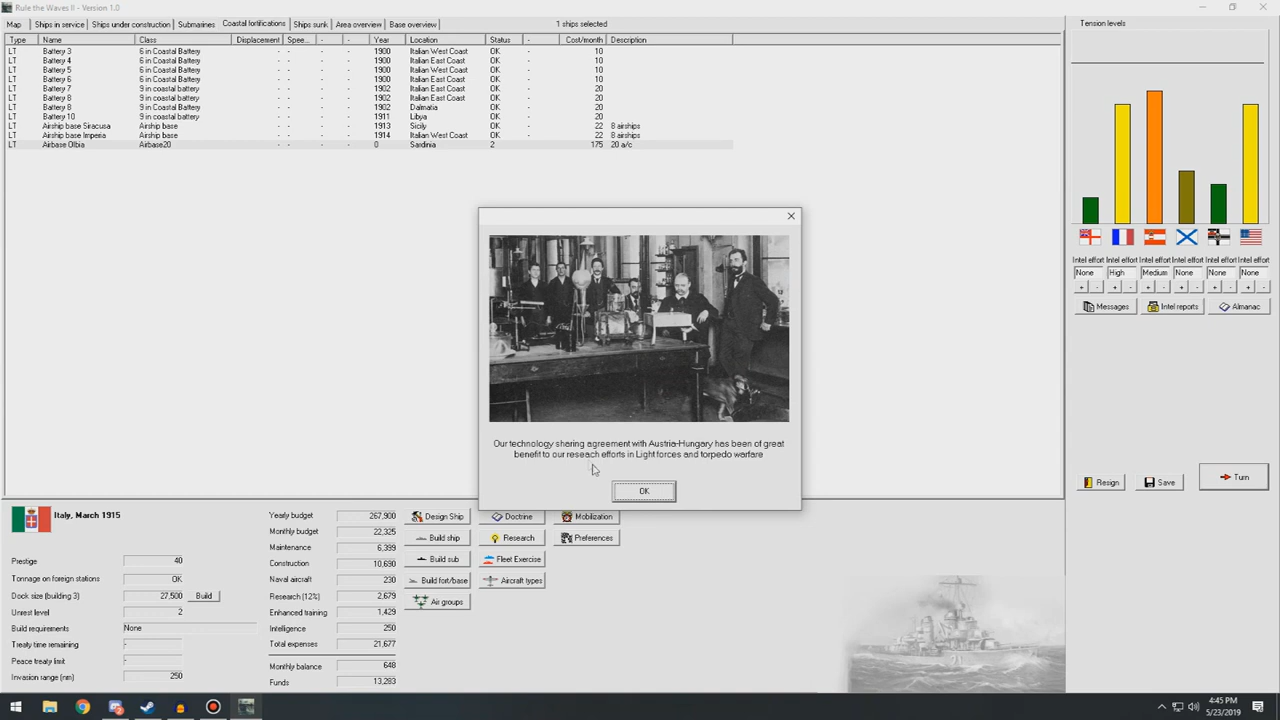 Rule the Waves II - Version 1.0
Map Ships in service Ships under construction Submarines Coastal fortifications Ships sunk Area overview Base overview 1 ships selected
Type Name Class Displacement Spee... - - Year Location Status - Cost/month Description
LT Battery 3 6 in Coastal Battery - - - - 1900 Italian West Coast OK 10
LT Battery 4 6 in Coastal Battery - - - - 1900 Italian East Coast OK 10
LT Battery 5 6 in Coastal Battery - - - - 1900 Italian West Coast OK 10
LT Battery 6 6 in Coastal Battery - - - - 1900 Italian East Coast OK 10
LT Battery 7 9 in coastal battery - - - - 1902 Italian East Coast OK 20
LT Battery 8 9 in coastal battery - - - - 1902 Italian East Coast OK 20
LT Battery 8 9 in Coastal Battery - - - - 1902 Dalmatia OK 20
LT Battery 10 9 in coastal battery - - - - 1911 Libya OK 20
LT Airship base Siracusa Airship base - - - - 1913 Sicily OK 22 8 airships
LT Airship base Imperia Airship base - - - - 1914 Italian West Coast OK 22 8 airships
LT Airbase Olbia Airbase20 - - - - 0 Sardinia 2 175 20 a/c
Tension levels
Intel effort Intel effort Intel effort Intel effort Intel effort Intel effort
None High Medium None None None
+ - + - + - + - + - + -
Messages Intel reports Almanac
Resign Save Turn
Our technology sharing agreement with Austria-Hungary has been of great
benefit to our reseach efforts in Light forces and torpedo warfare
OK
Italy, March 1915
Prestige 40
Tonnage on foreign stations OK
Dock size (building 3) 27,500 Build
Unrest level 2
Build requirements None
Treaty time remaining -
Peace treaty limit -
Invasion range (nm) 250
Yearly budget 267,900
Monthly budget 22,325
Maintenance 6,399
Construction 10,690
Naval aircraft 230
Research (12%) 2,679
Enhanced training 1,429
Intelligence 250
Total expenses 21,677
Monthly balance 648
Funds 13,283
Design Ship Doctrine Mobilization
Build ship Research Preferences
Build sub Fleet Exercise
Build fort/base Aircraft types
Air groups
4:45 PM
5/23/2019